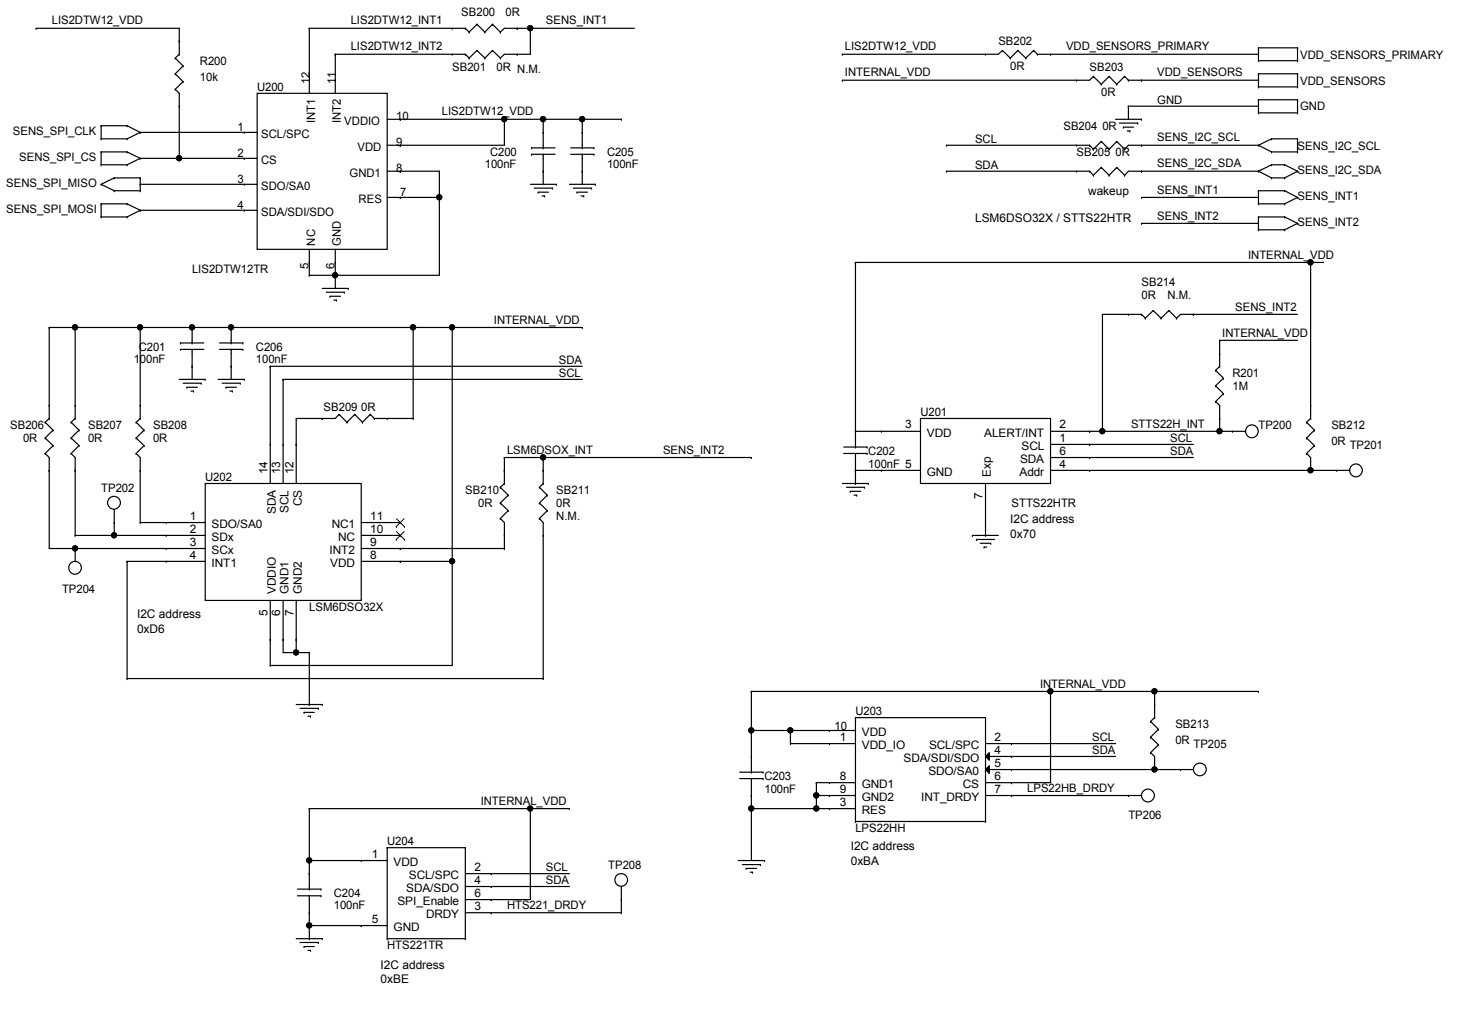 LIS2DTW12_VDD
R200
10k
LIS2DTW12_INT1
SB200 0R
SENS_INT1
LIS2DTW12_INT2
SB201 0R N.M.
U200
12
11
INT1
INT2
SENS_SPI_CLK
1
SCL/SPC
SENS_SPI_CS
2
CS
SENS_SPI_MISO
3
SDO/SA0
SENS_SPI_MOSI
4
SDA/SDI/SDO
VDDIO
10
LIS2DTW12_VDD
VDD
9
GND1
8
RES
7
NC
GND
5
6
LIS2DTW12TR
C200
100nF
C205
100nF
LIS2DTW12_VDD
SB202
0R
VDD_SENSORS_PRIMARY
VDD_SENSORS_PRIMARY
INTERNAL_VDD
SB203
0R
VDD_SENSORS
VDD_SENSORS
GND
GND
SCL
SB204 0R
SENS_I2C_SCL
SENS_I2C_SCL
SDA
SB205 0R
SENS_I2C_SDA
SENS_I2C_SDA
wakeup
SENS_INT1
SENS_INT1
LSM6DSO32X / STTS22HTR
SENS_INT2
SENS_INT2
INTERNAL_VDD
SB214
0R N.M.
SENS_INT2
INTERNAL_VDD
R201
1M
U201
3
VDD
ALERT/INT
2
STTS22H_INT
TP200
SCL
1
SCL
SDA
6
SDA
Addr
4
C202
100nF
5
GND
Exp
7
STTS22HTR
I2C address
0x70
SB212
0R
TP201
INTERNAL_VDD
C201
100nF
C206
100nF
SDA
SCL
SB206
0R
SB207
0R
SB208
0R
SB209 0R
TP202
TP204
U202
14
13
12
SDA
SCL
CS
1
SDO/SA0
2
SDx
3
SCx
4
INT1
NC1
11
NC
10
INT2
9
VDD
8
VDDIO
GND1
GND2
5
6
7
LSM6DSO32X
I2C address
0xD6
LSM6DSOX_INT
SENS_INT2
SB210
0R
SB211
0R
N.M.
INTERNAL_VDD
U203
10
VDD
1
VDD_IO
SCL/SPC
2
SCL
SDA/SDI/SDO
4
SDA
SDO/SA0
5
CS
6
INT_DRDY
7
LPS22HB_DRDY
8
GND1
9
GND2
3
RES
C203
100nF
LPS22HH
I2C address
0xBA
SB213
0R
TP205
TP206
INTERNAL_VDD
U204
1
VDD
SCL/SPC
2
SCL
SDA/SDO
4
SDA
SPI_Enable
6
DRDY
3
HTS221_DRDY
TP208
C204
100nF
5
GND
HTS221TR
I2C address
0xBE